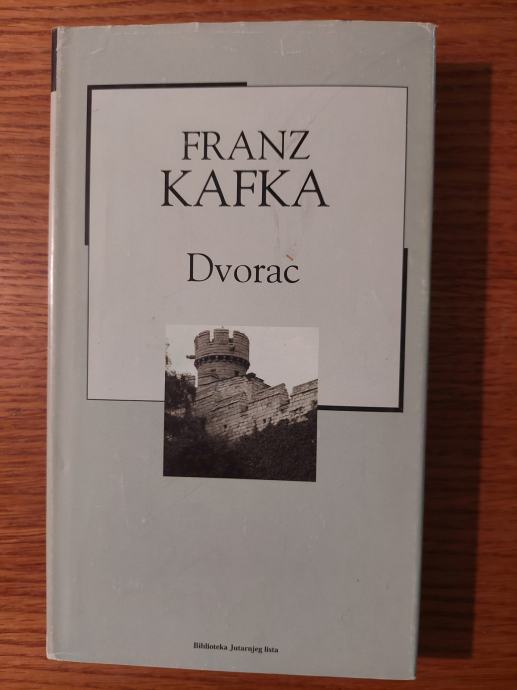 FRANZ
KAFKA
Dvorac
Biblioteka Jutarnjeg lista